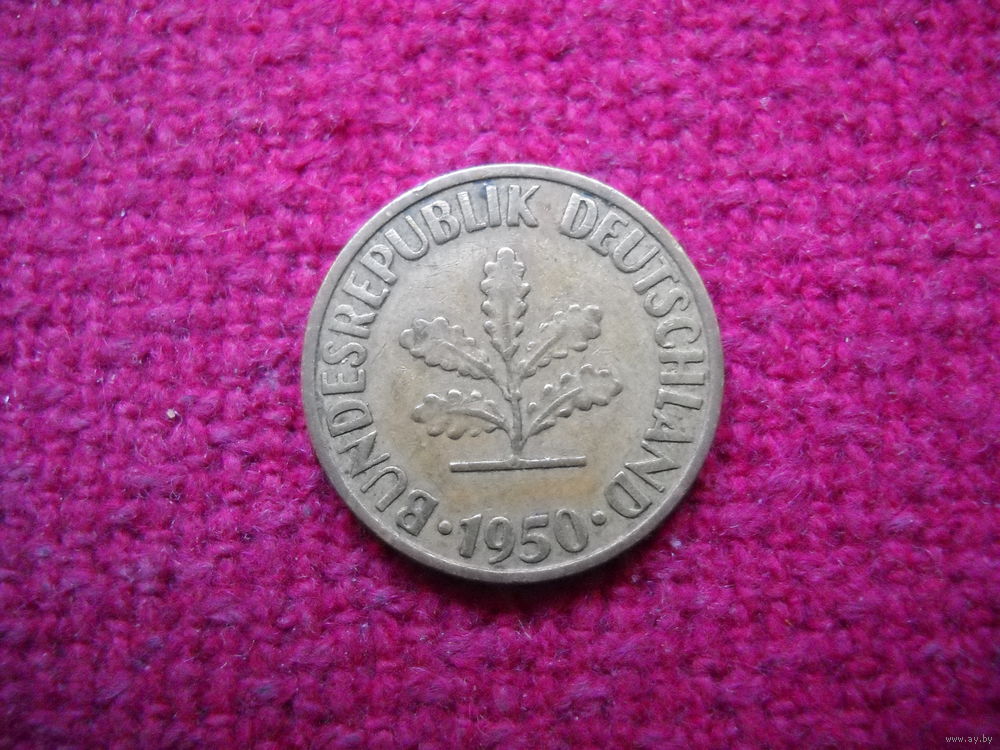 BUNDESREPUBLIK DEUTSCHLAND
· 1950 ·
www.ay.by